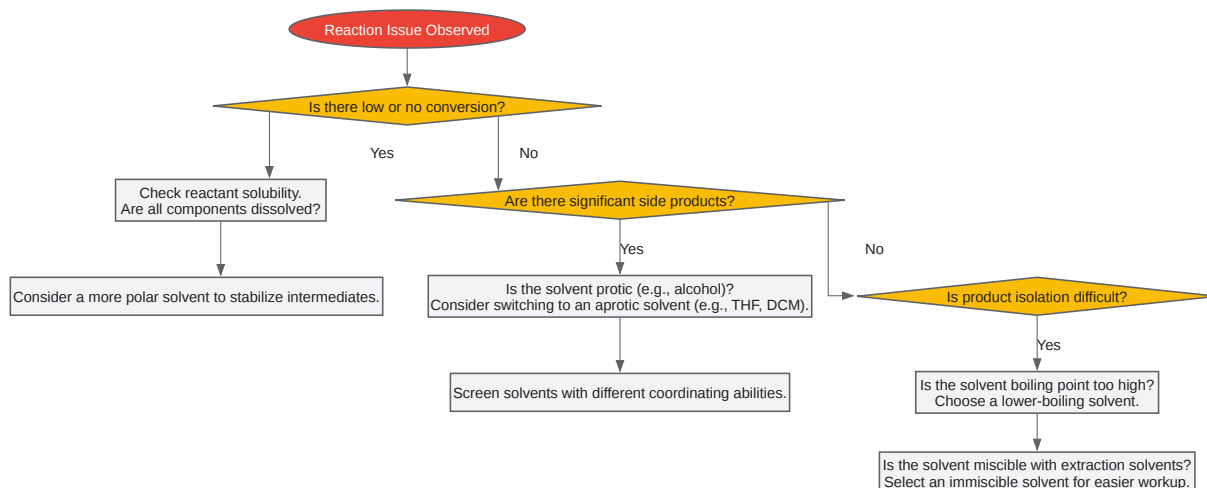 Reaction Issue Observed
Is there low or no conversion?
Yes
No
Check reactant solubility.
Are all components dissolved?
Are there significant side products?
Yes
No
Consider a more polar solvent to stabilize intermediates.
Is the solvent protic (e.g., alcohol)?
Consider switching to an aprotic solvent (e.g., THF, DCM).
Is product isolation difficult?
Yes
Screen solvents with different coordinating abilities.
Is the solvent boiling point too high?
Choose a lower-boiling solvent.
Is the solvent miscible with extraction solvents?
Select an immiscible solvent for easier workup.